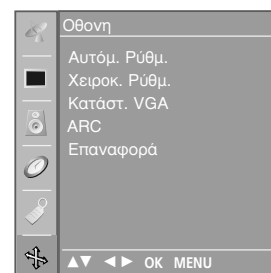 Οθονη
Αυτόμ. Ρύθμ.
Χειροκ. Ρύθμ.
Κατάστ. VGA
ARC
Επαναφορά
▲▼ ◄► OK MENU